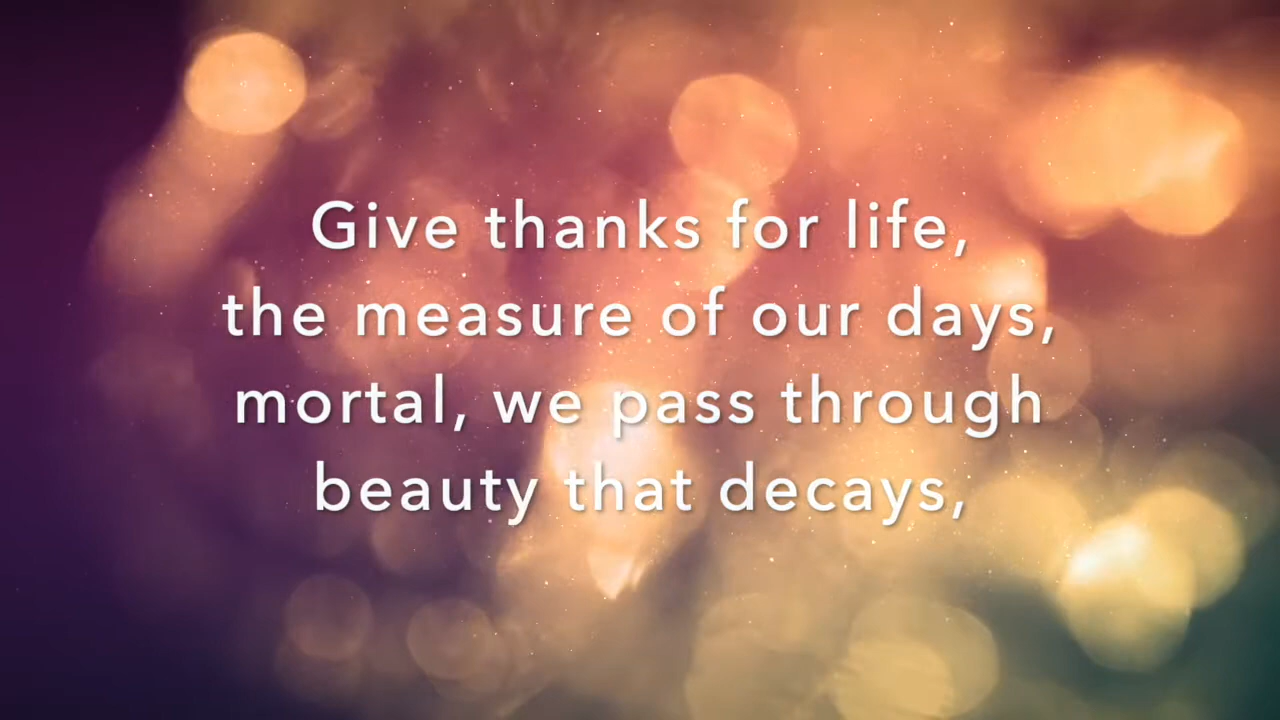 Give thanks for life,
the measure of our days,
mortal, we pass through
beauty that decays,